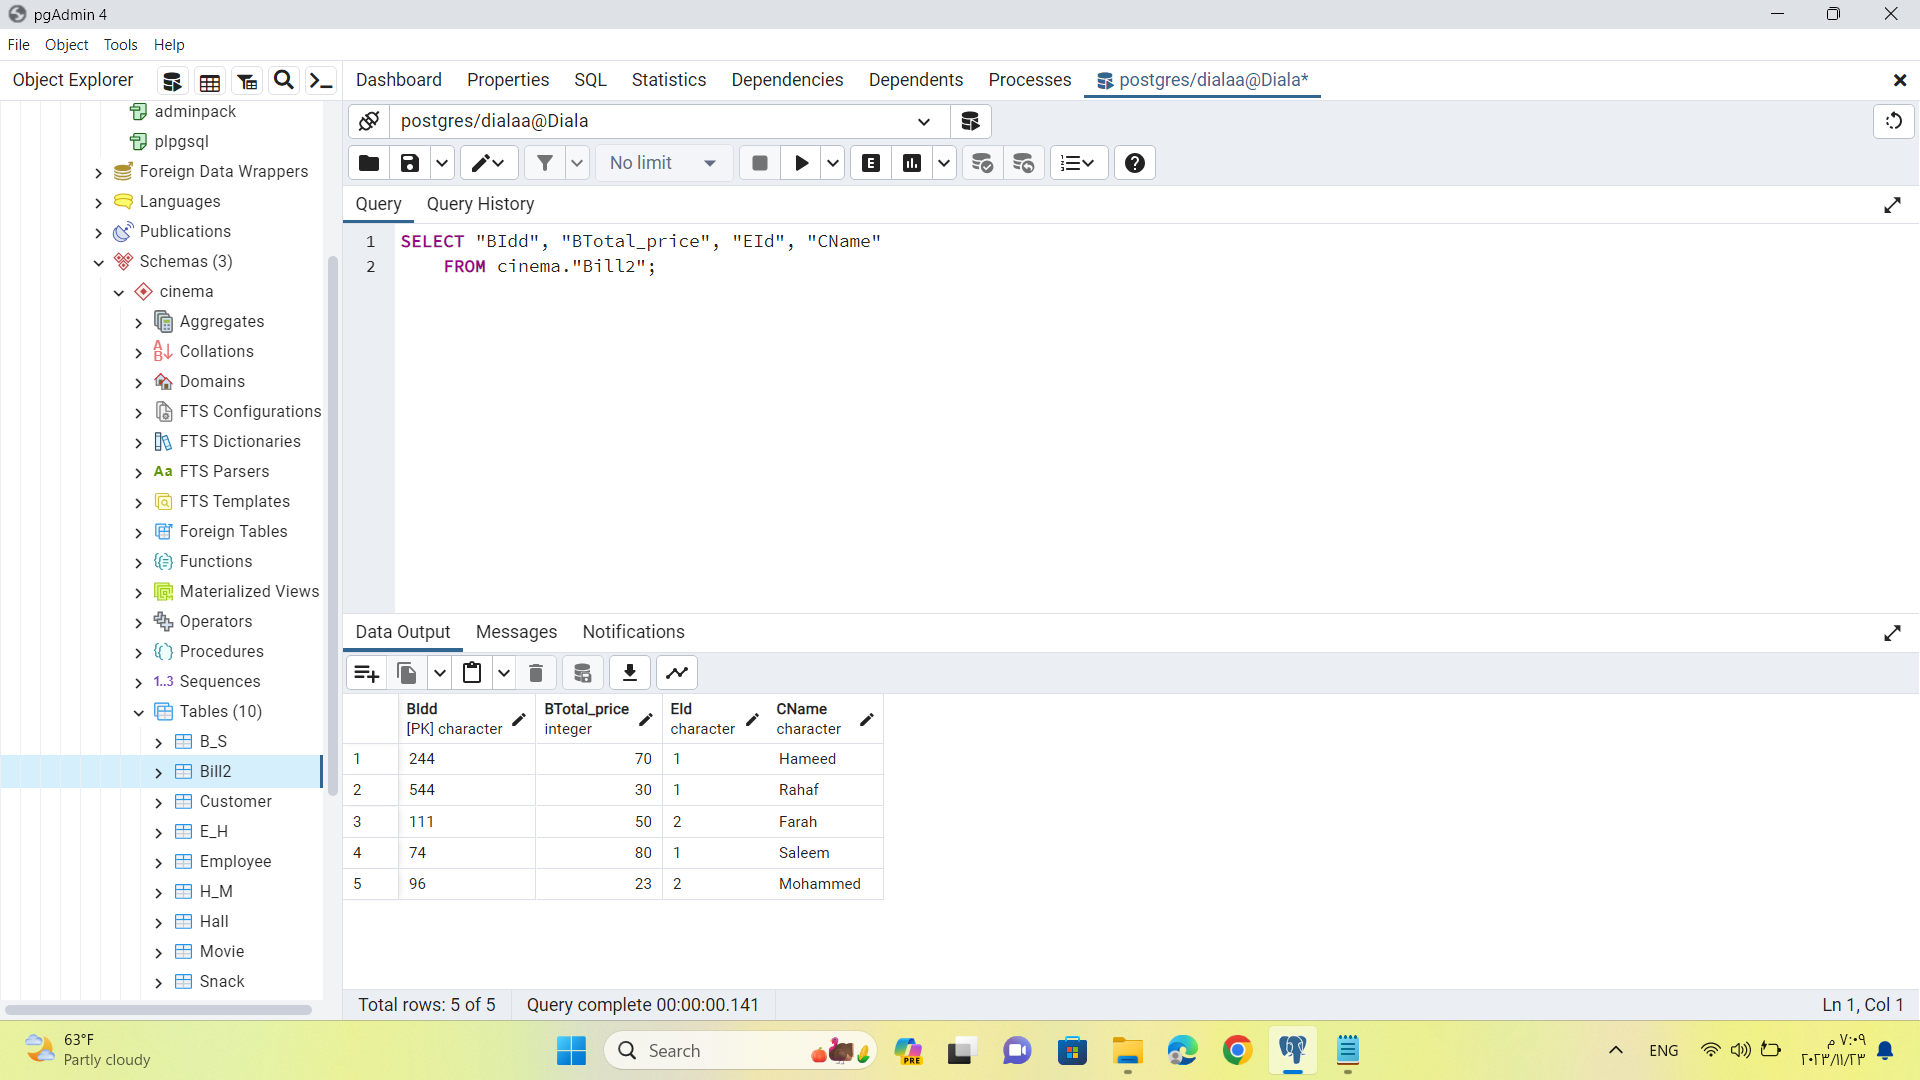 pgAdmin 4
File Object Tools Help
Object Explorer
Dashboard Properties SQL Statistics Dependencies Dependents Processes postgres/dialaa@Diala*
adminpack
plpgsql
Foreign Data Wrappers
Languages
Publications
Schemas (3)
cinema
Aggregates
Collations
Domains
FTS Configurations
FTS Dictionaries
Aa FTS Parsers
FTS Templates
Foreign Tables
Functions
Materialized Views
Operators
Procedures
1..3 Sequences
Tables (10)
B_S
Bill2
Customer
E_H
Employee
H_M
Hall
Movie
Snack
postgres/dialaa@Diala
No limit
E
Query Query History
1 SELECT "BIdd", "BTotal_price", "EId", "CName"
2 FROM cinema."Bill2";
Data Output Messages Notifications
BIdd BTotal_price EId CName
[PK] character integer character character
1 244 70 1 Hameed
2 544 30 1 Rahaf
3 111 50 2 Farah
4 74 80 1 Saleem
5 96 23 2 Mohammed
Total rows: 5 of 5 Query complete 00:00:00.141 Ln 1, Col 1
63°F
Partly cloudy
Search
PRE
ENG
٧:٠٩ م
٢٠٢٣/١١/٢٣